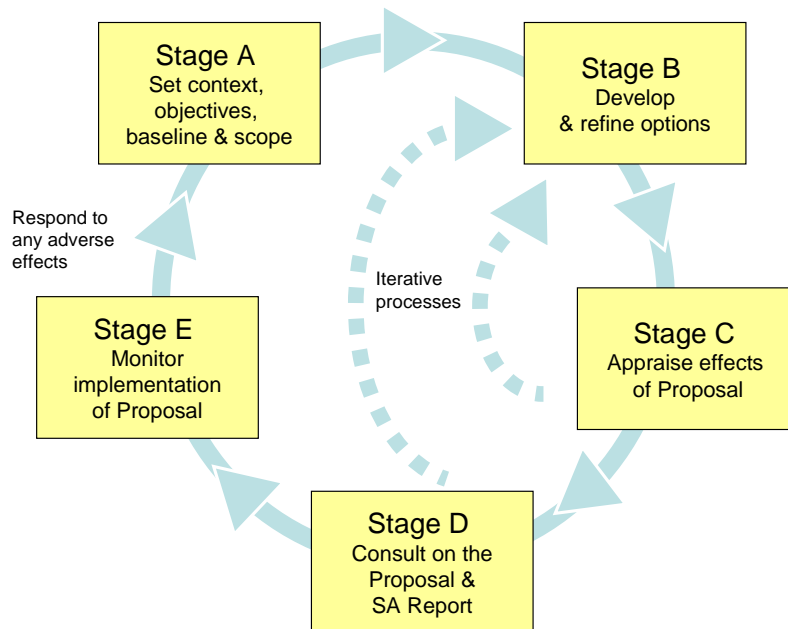 Stage A
Set context,
objectives,
baseline & scope
Stage B
Develop
& refine options
Respond to
any adverse
effects
Iterative
processes
Stage E
Monitor
implementation
of Proposal
Stage C
Appraise effects
of Proposal
Stage D
Consult on the
Proposal &
SA Report